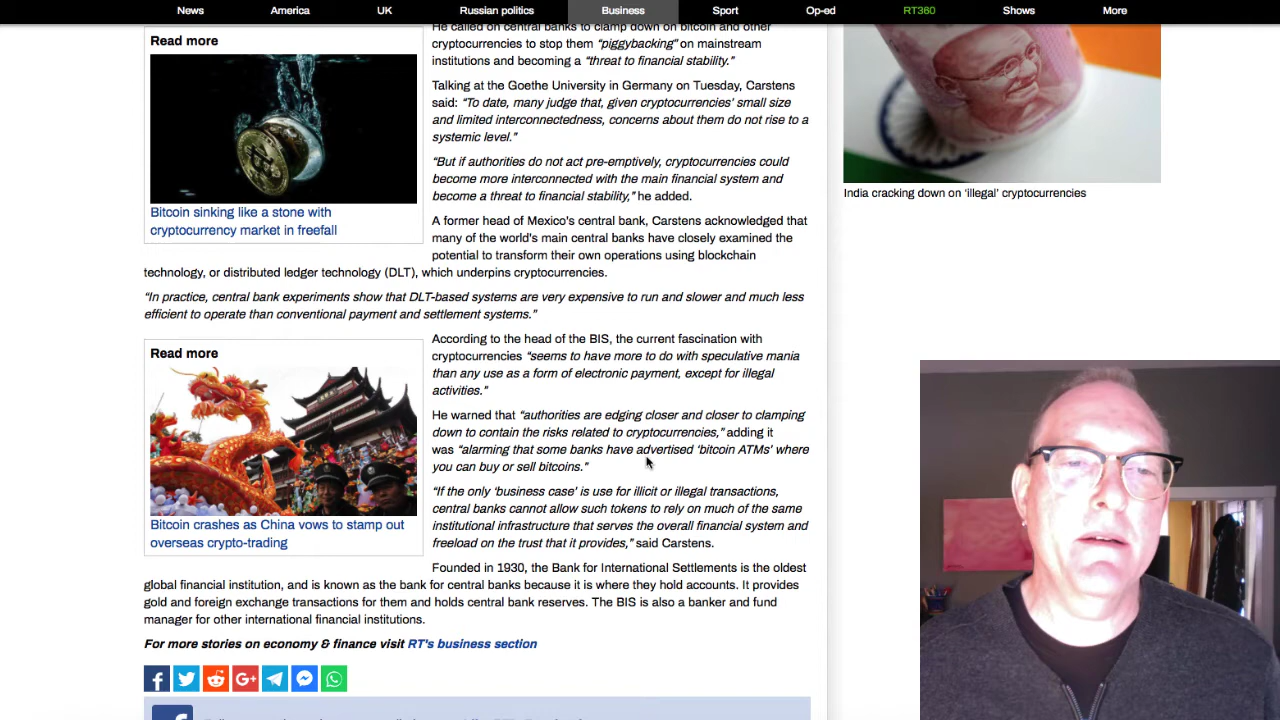 News
America
UK
Russian politics
Business
Sport
Op-ed
RT360
Shows
More
Read more
Bitcoin sinking like a stone with
cryptocurrency market in freefall
He called on central banks to clamp down on bitcoin and other
cryptocurrencies to stop them “piggybacking” on mainstream
institutions and becoming a “threat to financial stability.”
Talking at the Goethe University in Germany on Tuesday, Carstens
said: “To date, many judge that, given cryptocurrencies’ small size
and limited interconnectedness, concerns about them do not rise to a
systemic level.”
“But if authorities do not act pre-emptively, cryptocurrencies could
become more interconnected with the main financial system and
become a threat to financial stability,” he added.
A former head of Mexico's central bank, Carstens acknowledged that
many of the world's main central banks have closely examined the
potential to transform their own operations using blockchain
technology, or distributed ledger technology (DLT), which underpins cryptocurrencies.
“In practice, central bank experiments show that DLT-based systems are very expensive to run and slower and much less
efficient to operate than conventional payment and settlement systems.”
Read more
Bitcoin crashes as China vows to stamp out
overseas crypto-trading
According to the head of the BIS, the current fascination with
cryptocurrencies “seems to have more to do with speculative mania
than any use as a form of electronic payment, except for illegal
activities.”
He warned that “authorities are edging closer and closer to clamping
down to contain the risks related to cryptocurrencies,” adding it
was “alarming that some banks have advertised ‘bitcoin ATMs’ where
you can buy or sell bitcoins.”
“If the only ‘business case’ is use for illicit or illegal transactions,
central banks cannot allow such tokens to rely on much of the same
institutional infrastructure that serves the overall financial system and
freeload on the trust that it provides,” said Carstens.
Founded in 1930, the Bank for International Settlements is the oldest
global financial institution, and is known as the bank for central banks because it is where they hold accounts. It provides
gold and foreign exchange transactions for them and holds central bank reserves. The BIS is also a banker and fund
manager for other international financial institutions.
For more stories on economy & finance visit RT's business section
India cracking down on ‘illegal’ cryptocurrencies